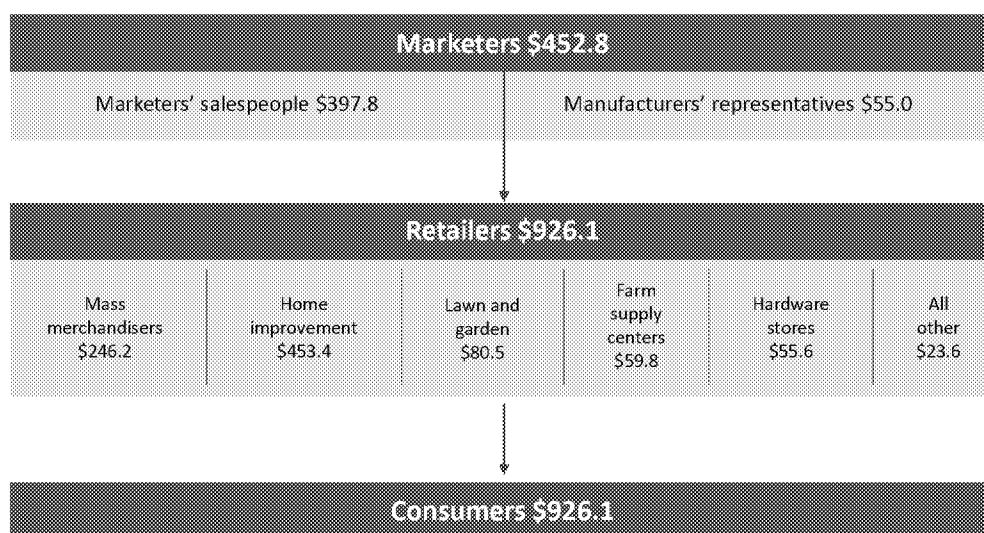 Marketers $452.8
Marketers' salespeople $397.8
Manufacturers' representatives $55.0
Retailers $926.1
Mass
merchandisers
$246.2
Home
improvement
$453.4
Lawn and
garden
$80.5
Farm
supply
centers
$59.8
Hardware
stores
$55.6
All
other
$23.6
Consumers $926.1